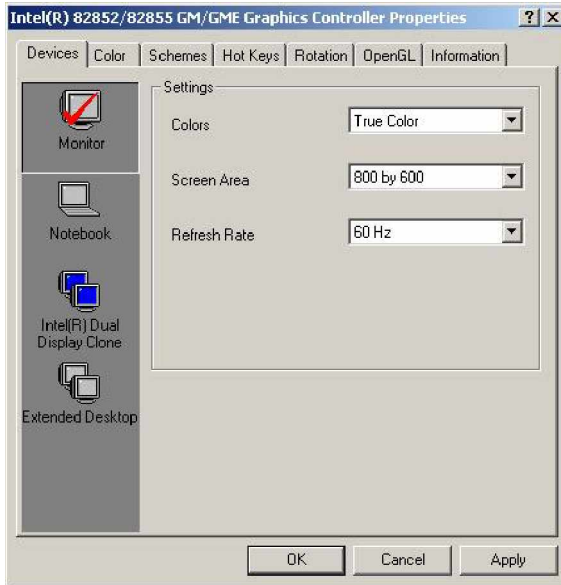 Intel(R) 82852/82855 GM/GME Graphics Controller Properties
Devices Color Schemes Hot Keys Rotation OpenGL Information
Monitor
Notebook
Intel(R) Dual
Display Clone
Extended Desktop
Settings
Colors True Color
Screen Area 800 by 600
Refresh Rate 60 Hz
OK Cancel Apply